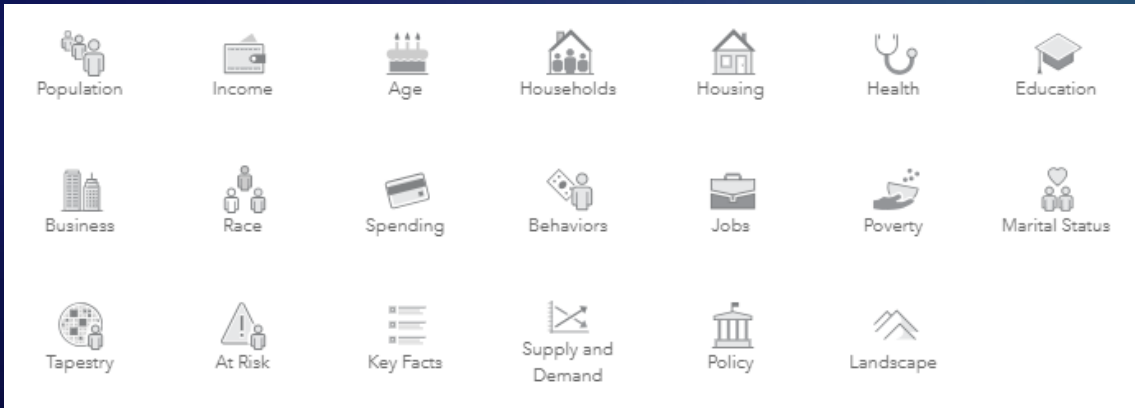 Population
Income
Age
Households
Housing
Health
Education
Business
Race
Spending
Behaviors
Jobs
Poverty
Marital Status
Tapestry
At Risk
Key Facts
Supply and
Demand
Policy
Landscape